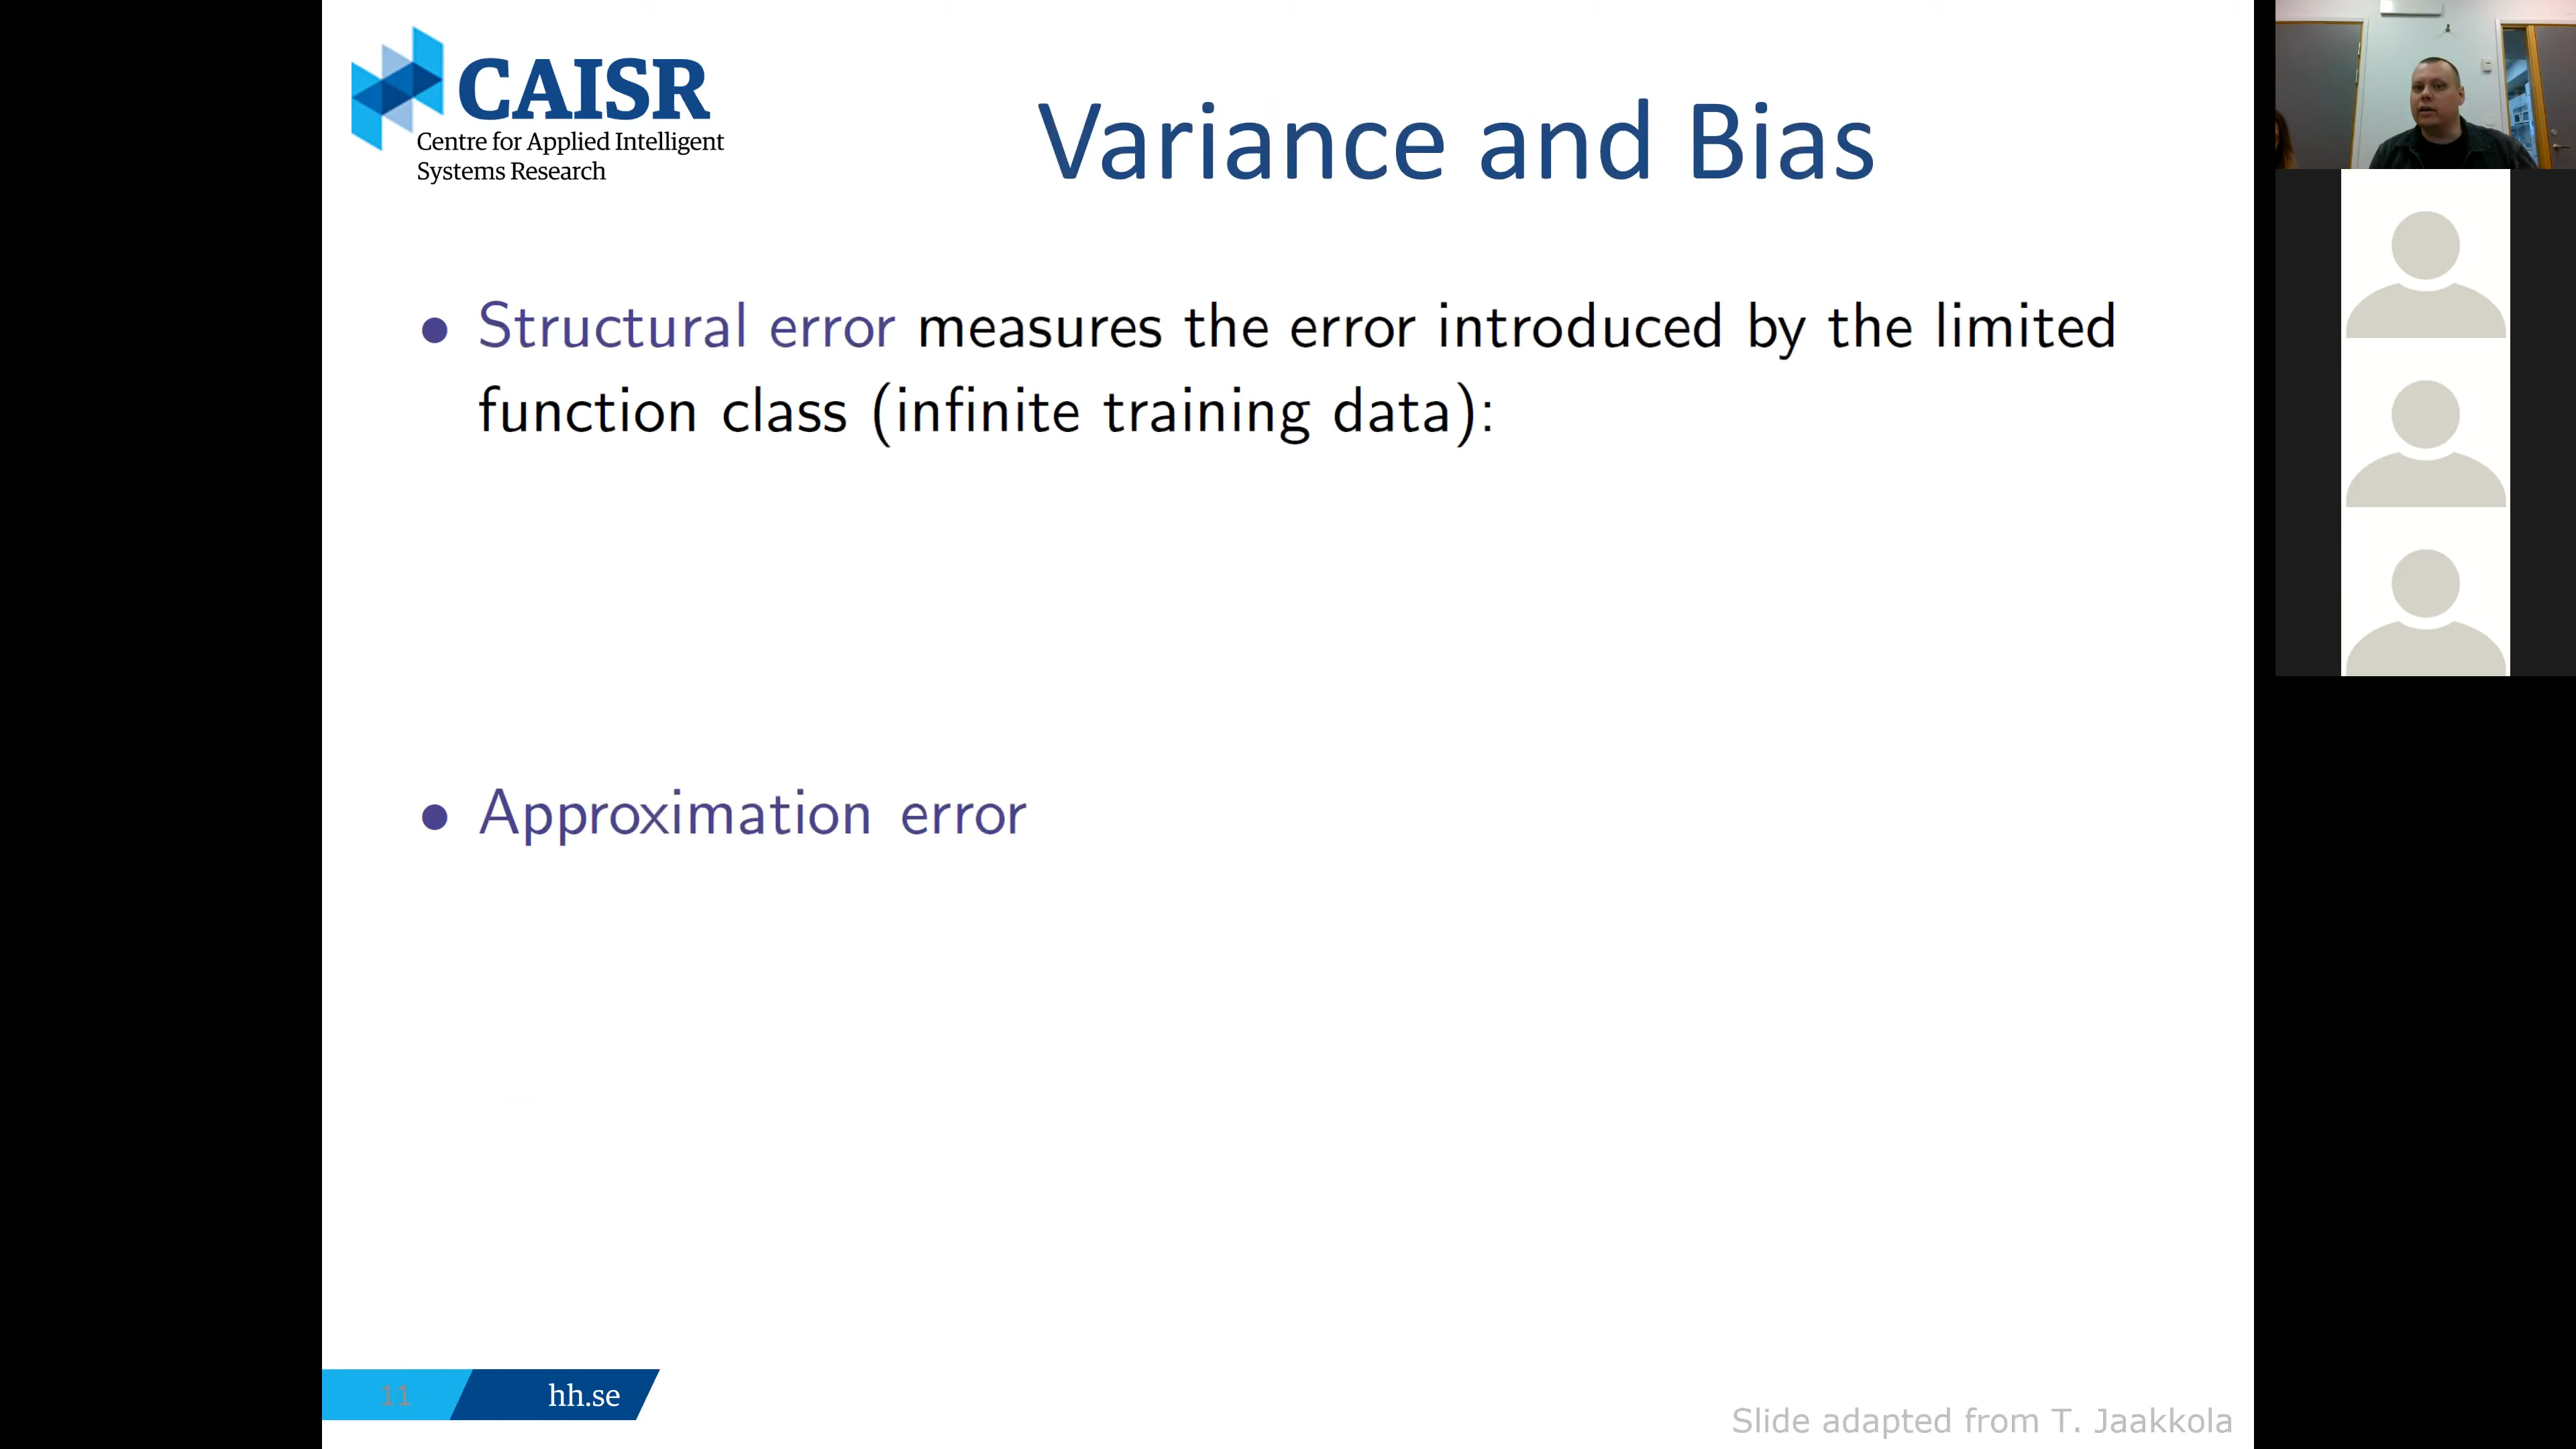 CAISR
Centre for Applied Intelligent
Systems Research
Variance and Bias
• Structural error measures the error introduced by the limited
function class (infinite training data):
• Approximation error
11
hh.se
Slide adapted from T. Jaakkola